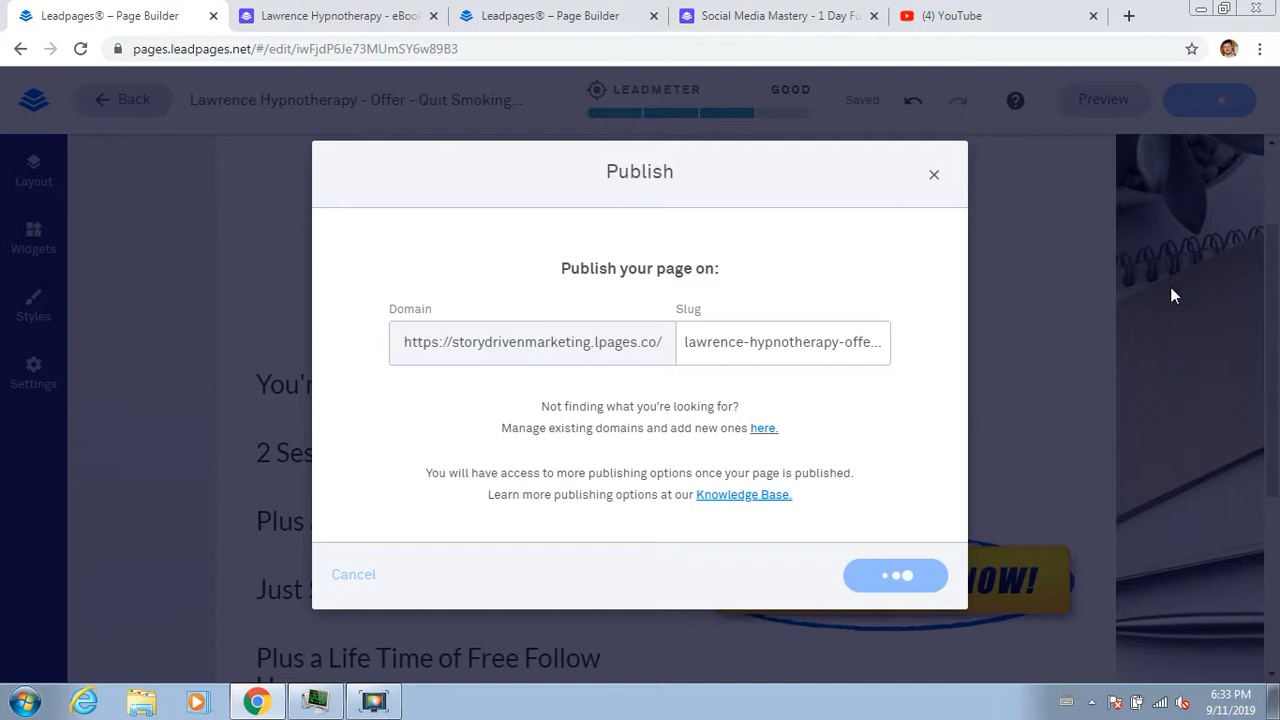 Leadpages® – Page Builder
Lawrence Hypnotherapy - eBoo
Leadpages® – Page Builder
Social Media Mastery - 1 Day Fu
(4) YouTube
pages.leadpages.net/#/edit/iwFjdP6Je73MUmSY6w89B3
Back
Lawrence Hypnotherapy - Offer - Quit Smoking...
LEADMETER
GOOD
Saved
Preview
Layout
Widgets
Styles
Settings
Publish
Publish your page on:
Domain
Slug
https://storydrivenmarketing.lpages.co/
lawrence-hypnotherapy-offe...
Not finding what you're looking for?
Manage existing domains and add new ones here.
You will have access to more publishing options once your page is published.
Learn more publishing options at our Knowledge Base.
Cancel
You'r
2 Ses
Plus
Just
NOW!
Plus a Life Time of Free Follow
6:33 PM
9/11/2019